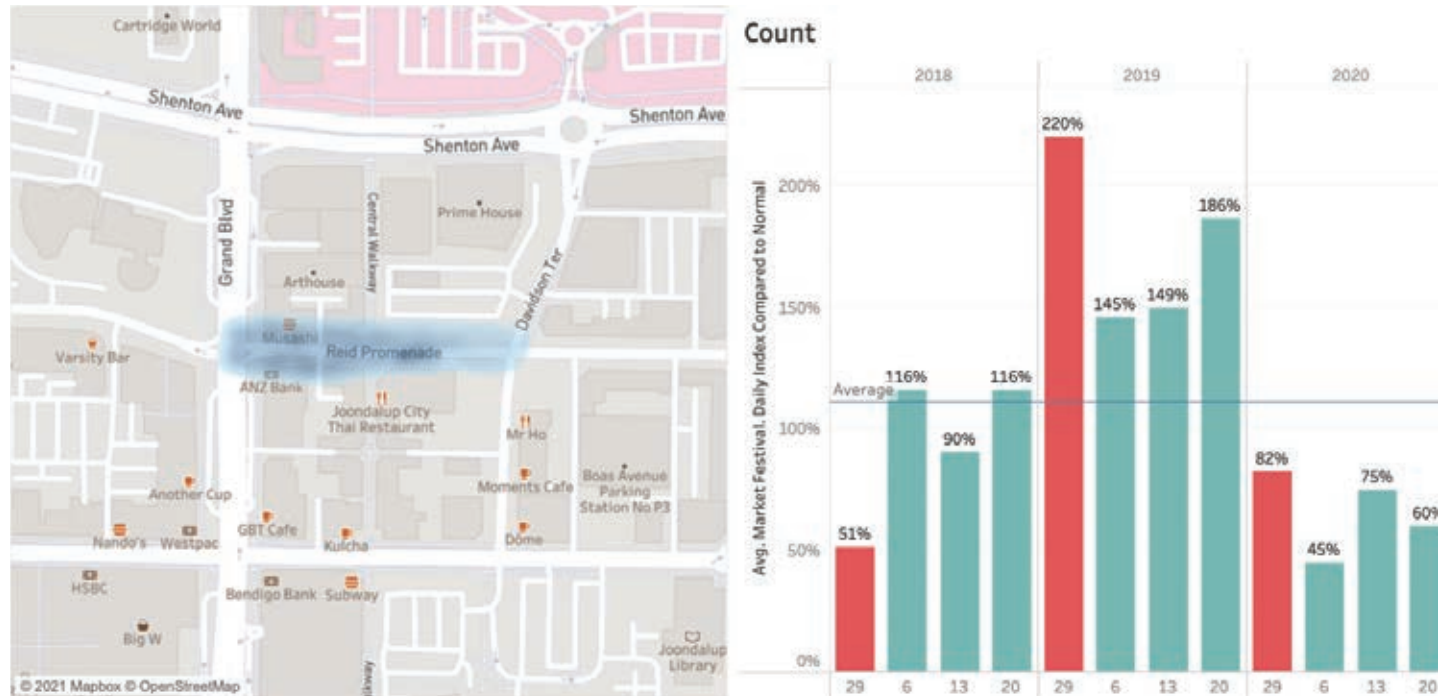 Cartridge World
Shenton Ave
Shenton Ave
Shenton Ave
Grand Blvd
Central Walkway
Prime House
Davidson Ter
Arthouse
Musashi
Reid Promenade
Varsity Bar
ANZ Bank
Joondalup City
Thai Restaurant
Mr Ho
Another Cup
Moments Cafe
Boas Avenue
Parking
Station No P3
Nando's
Westpac
GBT Cafe
Kulcha
Dôme
HSBC
Bendigo Bank
Subway
Big W
Joondalup
Library
© 2021 Mapbox © OpenStreetMap
Count
2018 2019 2020
Avg. Market Festival. Daily Index Compared to Normal
200%
150%
100%
50%
0%
Average
51%
116%
90%
116%
220%
145%
149%
186%
82%
45%
75%
60%
29 6 13 20 29 6 13 20 29 6 13 20